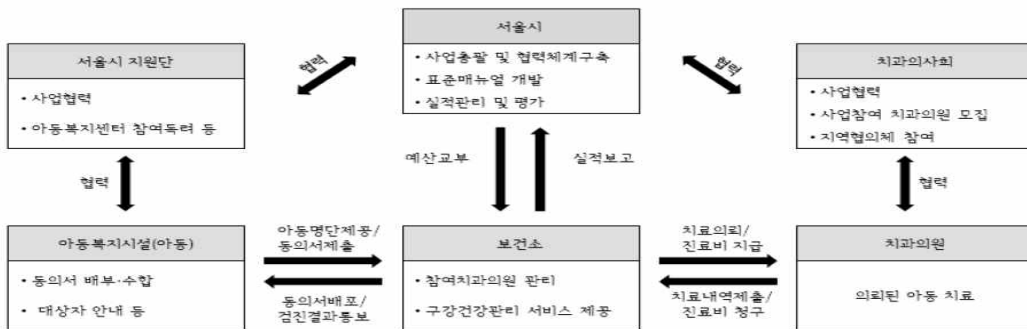 서울시
서울시 지원단
치과의사회
• 사업총괄 및 협력체계구축
• 표준매뉴얼 개발
• 실적관리 및 평가
협력
협력
• 사업협력
• 아동복지센터 참여독려 등
• 사업협력
• 사업참여 치과의원 모집
• 지역협의체 참여
예산교부
실적보고
협력
협력
아동복지시설(아동)
아동명단제공/
동의서제출
보건소
치료의뢰/
진료비 지급
치과의원
• 동의서 배부·수합
• 대상자 안내 등
동의서배포/
검진결과통보
• 참여치과의원 관리
• 구강건강관리 서비스 제공
치료내역제출/
진료비 청구
의뢰된 아동 치료